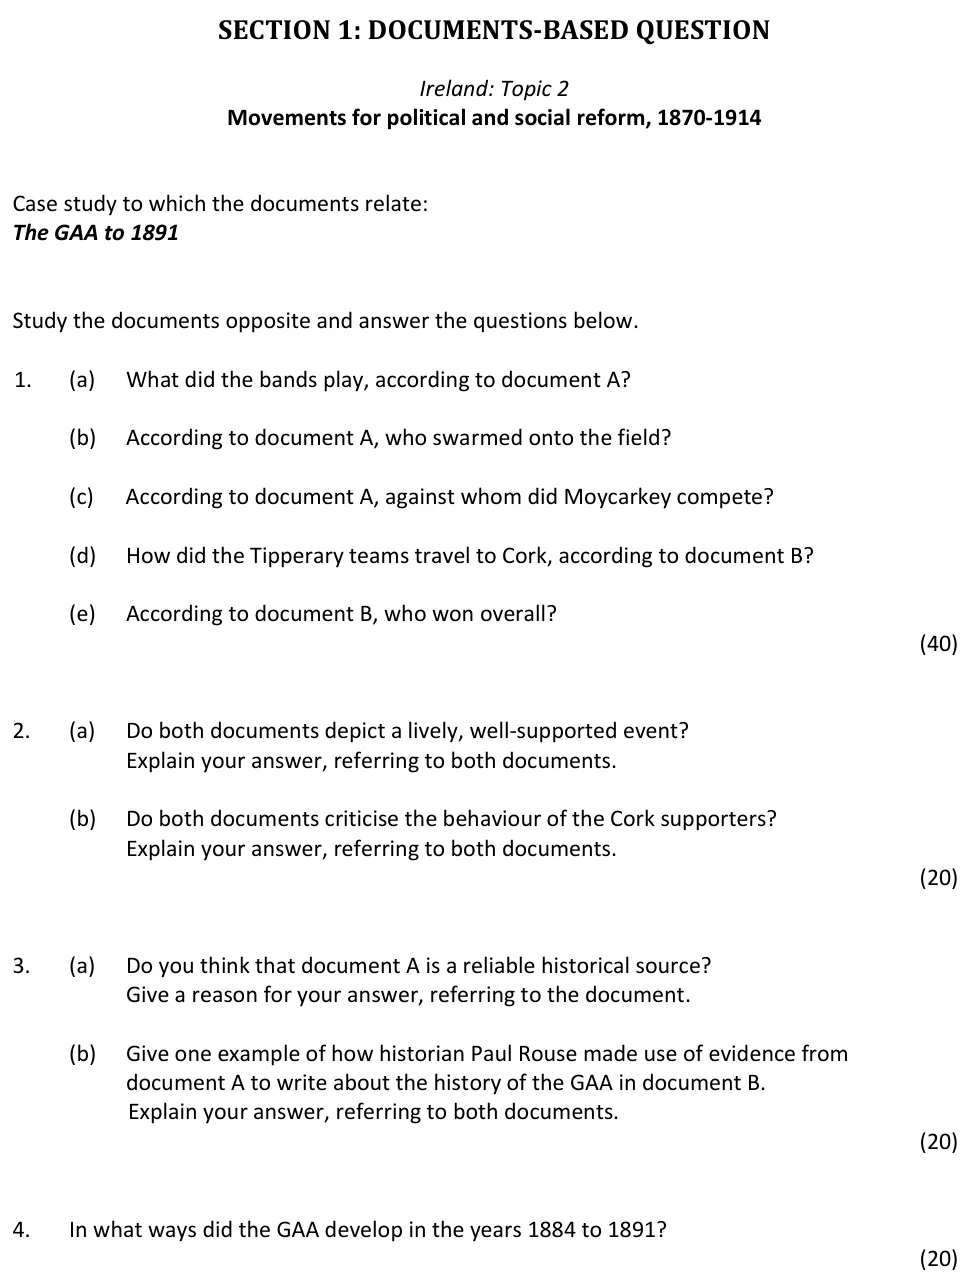 SECTION 1: DOCUMENTS-BASED QUESTION
Ireland: Topic 2
Movements for political and social reform, 1870-1914
Case study to which the documents relate:
The GAA to 1891
Study the documents opposite and answer the questions below.
1. (a) What did the bands play, according to document A?
(b) According to document A, who swarmed onto the field?
(c) According to document A, against whom did Moycarkey compete?
(d) How did the Tipperary teams travel to Cork, according to document B?
(e) According to document B, who won overall?
(40)
2. (a) Do both documents depict a lively, well-supported event?
Explain your answer, referring to both documents.
(b) Do both documents criticise the behaviour of the Cork supporters?
Explain your answer, referring to both documents.
(20)
3. (a) Do you think that document A is a reliable historical source?
Give a reason for your answer, referring to the document.
(b) Give one example of how historian Paul Rouse made use of evidence from
document A to write about the history of the GAA in document B.
Explain your answer, referring to both documents.
(20)
4. In what ways did the GAA develop in the years 1884 to 1891?
(20)